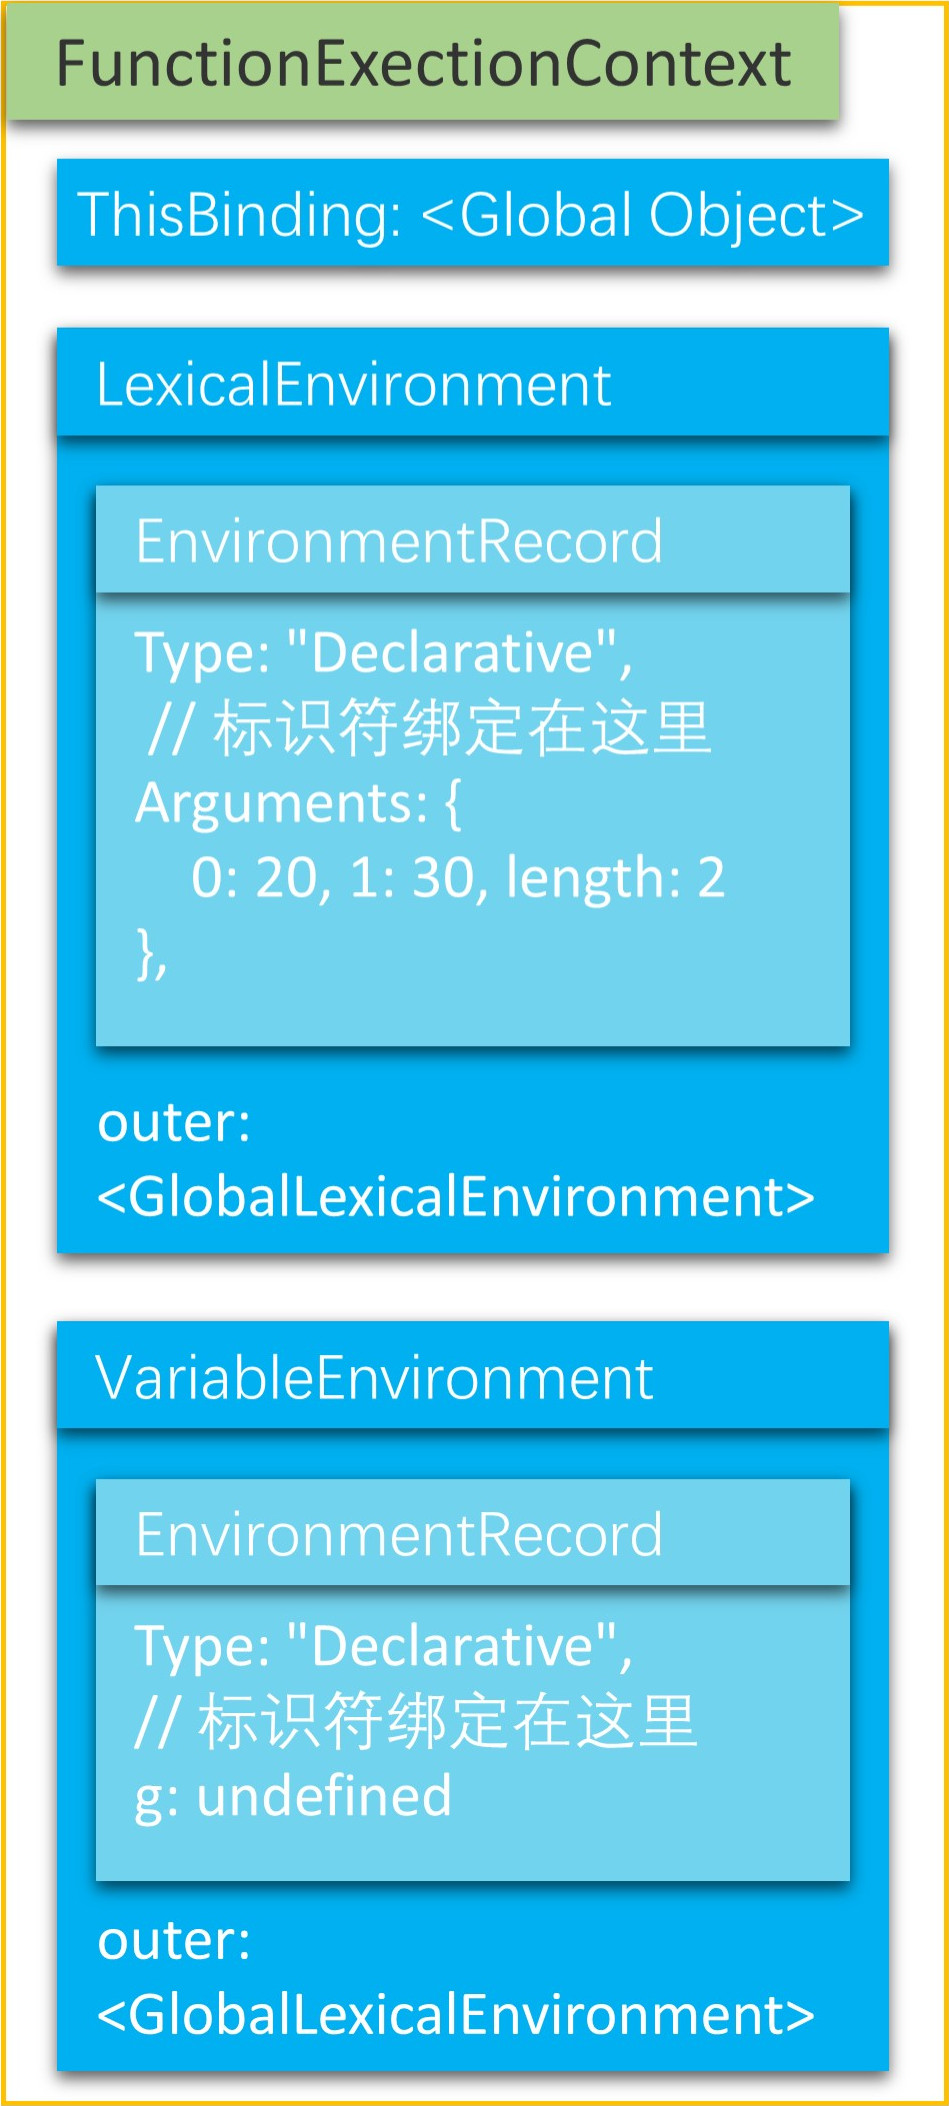 FunctionExectionContext
ThisBinding: <Global Object>
LexicalEnvironment
EnvironmentRecord
Type: "Declarative",
// 标识符绑定在这里
Arguments: {
0: 20, 1: 30, length: 2
},
outer:
<GlobalLexicalEnvironment>
VariableEnvironment
EnvironmentRecord
Type: "Declarative",
// 标识符绑定在这里
g: undefined
outer:
<GlobalLexicalEnvironment>